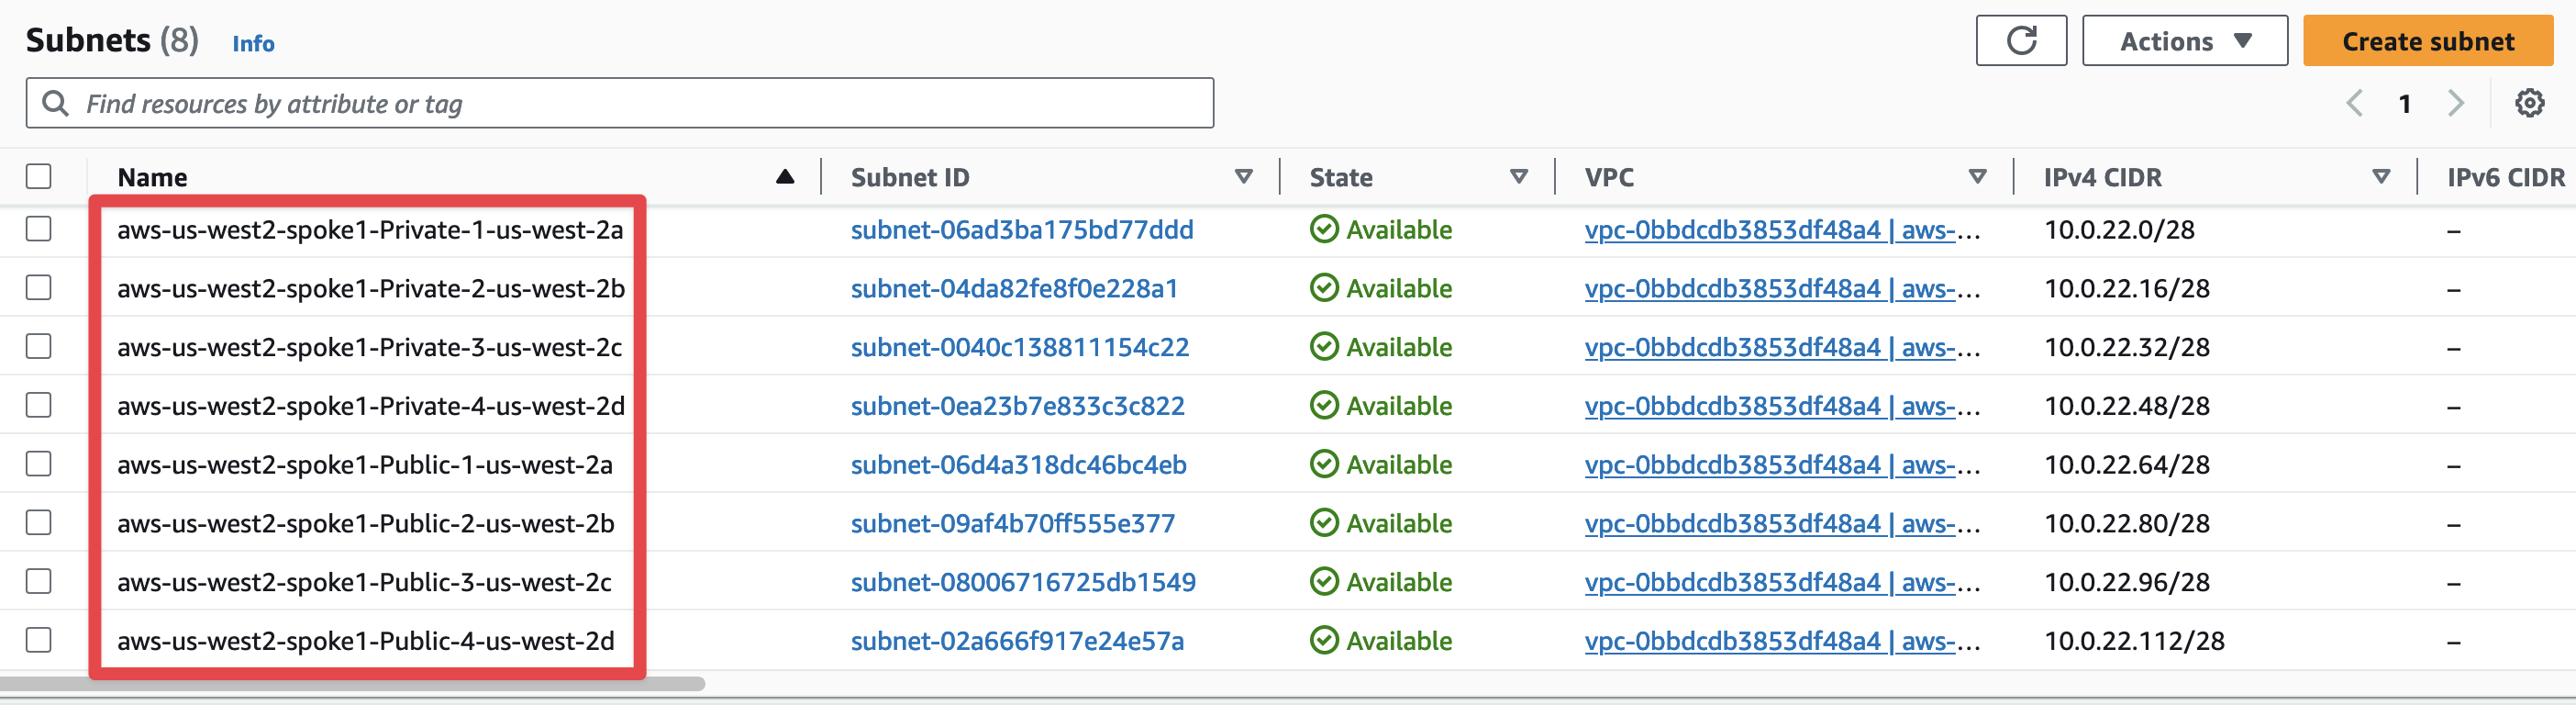 Subnets (8) Info
Actions Create subnet
Find resources by attribute or tag
1
Name Subnet ID State VPC IPv4 CIDR IPv6 CIDR
aws-us-west2-spoke1-Private-1-us-west-2a subnet-06ad3ba175bd77ddd Available vpc-0bbdcdb3853df48a4 | aws-... 10.0.22.0/28 –
aws-us-west2-spoke1-Private-2-us-west-2b subnet-04da82fe8f0e228a1 Available vpc-0bbdcdb3853df48a4 | aws-... 10.0.22.16/28 –
aws-us-west2-spoke1-Private-3-us-west-2c subnet-0040c138811154c22 Available vpc-0bbdcdb3853df48a4 | aws-... 10.0.22.32/28 –
aws-us-west2-spoke1-Private-4-us-west-2d subnet-0ea23b7e833c3c822 Available vpc-0bbdcdb3853df48a4 | aws-... 10.0.22.48/28 –
aws-us-west2-spoke1-Public-1-us-west-2a subnet-06d4a318dc46bc4eb Available vpc-0bbdcdb3853df48a4 | aws-... 10.0.22.64/28 –
aws-us-west2-spoke1-Public-2-us-west-2b subnet-09af4b70ff555e377 Available vpc-0bbdcdb3853df48a4 | aws-... 10.0.22.80/28 –
aws-us-west2-spoke1-Public-3-us-west-2c subnet-08006716725db1549 Available vpc-0bbdcdb3853df48a4 | aws-... 10.0.22.96/28 –
aws-us-west2-spoke1-Public-4-us-west-2d subnet-02a666f917e24e57a Available vpc-0bbdcdb3853df48a4 | aws-... 10.0.22.112/28 –